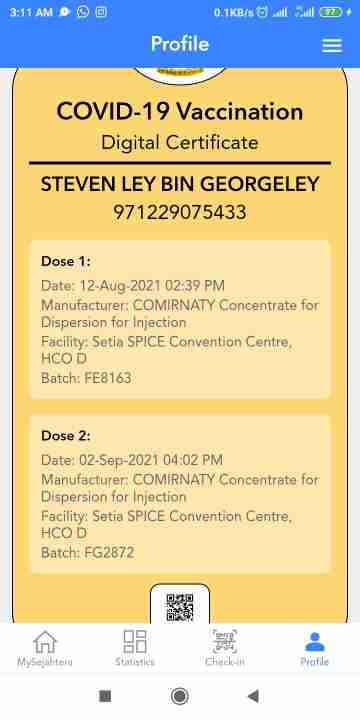 3:11 AM 0.1KB/s 97
Profile
COVID-19 Vaccination
Digital Certificate
STEVEN LEY BIN GEORGELEY
971229075433
Dose 1:
Date: 12-Aug-2021 02:39 PM
Manufacturer: COMIRNATY Concentrate for
Dispersion for Injection
Facility: Setia SPICE Convention Centre,
HCO D
Batch: FE8163
Dose 2:
Date: 02-Sep-2021 04:02 PM
Manufacturer: COMIRNATY Concentrate for
Dispersion for Injection
Facility: Setia SPICE Convention Centre,
HCO D
Batch: FG2872
MySejahtera Statistics Check-in Profile